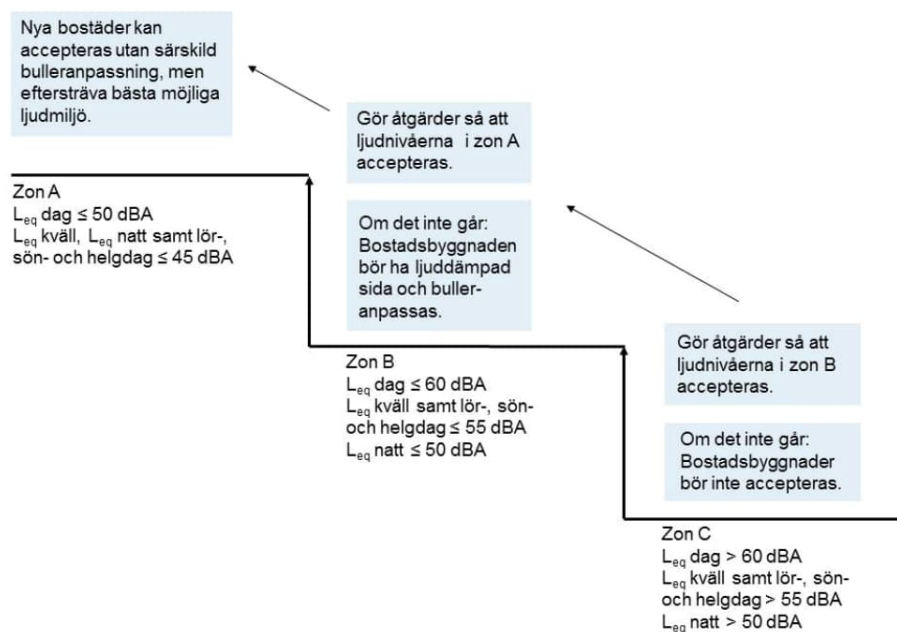 Nya bostäder kan
accepteras utan särskild
bulleranpassning, men
eftersträva bästa möjliga
ljudmiljö.
Zon A
Leq dag ≤ 50 dBA
Leq kväll, Leq natt samt lör-,
sön- och helgdag ≤ 45 dBA
Gör åtgärder så att
ljudnivåerna i zon A
accepteras.
Om det inte går:
Bostadsbyggnaden
bör ha ljuddämpad
sida och buller-
anpassas.
Zon B
Leq dag ≤ 60 dBA
Leq kväll samt lör-, sön-
och helgdag ≤ 55 dBA
Leq natt ≤ 50 dBA
Gör åtgärder så att
ljudnivåerna i zon B
accepteras.
Om det inte går:
Bostadsbyggnader
bör inte accepteras.
Zon C
Leq dag > 60 dBA
Leq kväll samt lör-, sön-
och helgdag > 55 dBA
Leq natt > 50 dBA